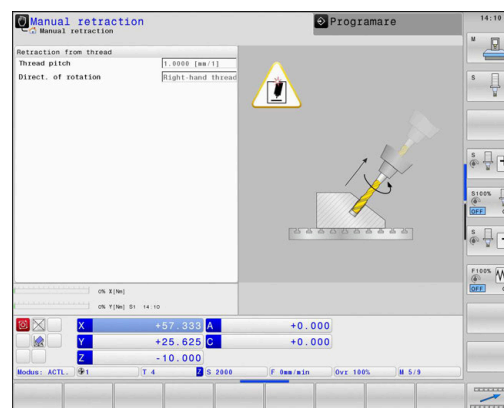 Manual retraction
Manual retraction
Programare
14:10
Retraction from thread
Thread pitch 1.0000 [mm/1]
Direct. of rotation Right-hand thread
M
S
S
S100%
OFF
S
F100%
OFF
0% X[Nm]
0% Y[Nm] S1 14:10
X +57.333 A +0.000
Y +25.625 C +0.000
Z -10.000
Modus: ACTL. 1 T 4 Z S 2000 F 0mm/min Ovr 100% M 5/9